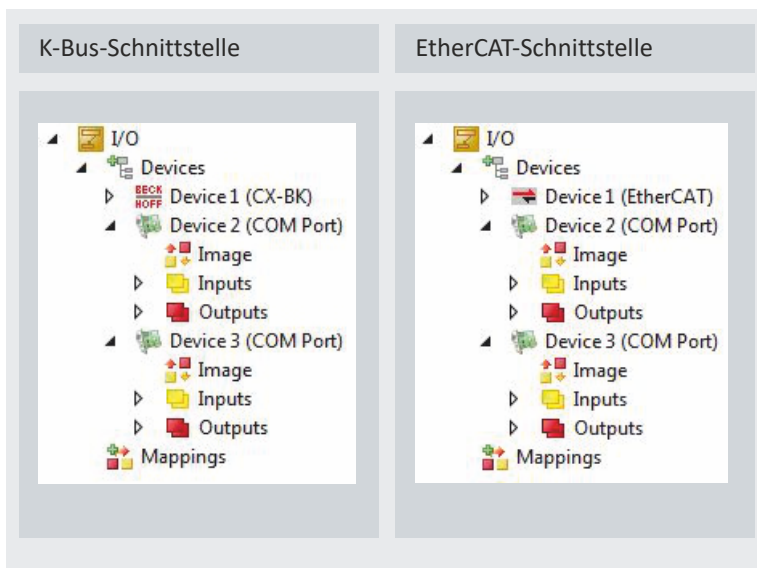 K-Bus-Schnittstelle
I/O
Devices
BECK
HOFF
Device 1 (CX-BK)
Device 2 (COM Port)
Image
Inputs
Outputs
Device 3 (COM Port)
Image
Inputs
Outputs
Mappings
EtherCAT-Schnittstelle
I/O
Devices
Device 1 (EtherCAT)
Device 2 (COM Port)
Image
Inputs
Outputs
Device 3 (COM Port)
Image
Inputs
Outputs
Mappings